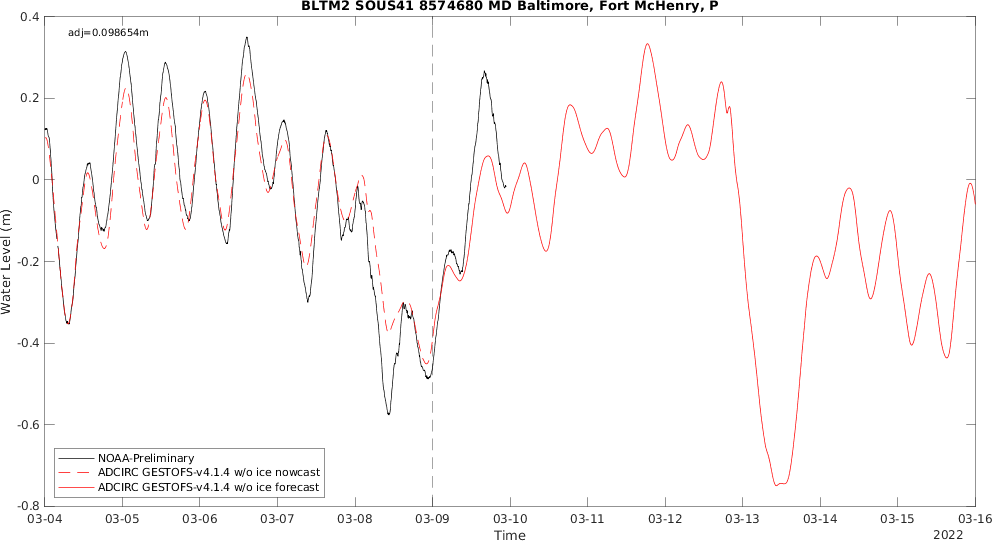 BLTM2 SOUS41 8574680 MD Baltimore, Fort McHenry, P
adj=0.098654m
0.4
0.2
0
-0.2
-0.4
-0.6
-0.8
Water Level (m)
NOAA-Preliminary
ADCIRC GESTOFS-v4.1.4 w/o ice nowcast
ADCIRC GESTOFS-v4.1.4 w/o ice forecast
03-04 03-05 03-06 03-07 03-08 03-09 03-10 03-11 03-12 03-13 03-14 03-15 03-16
Time
2022